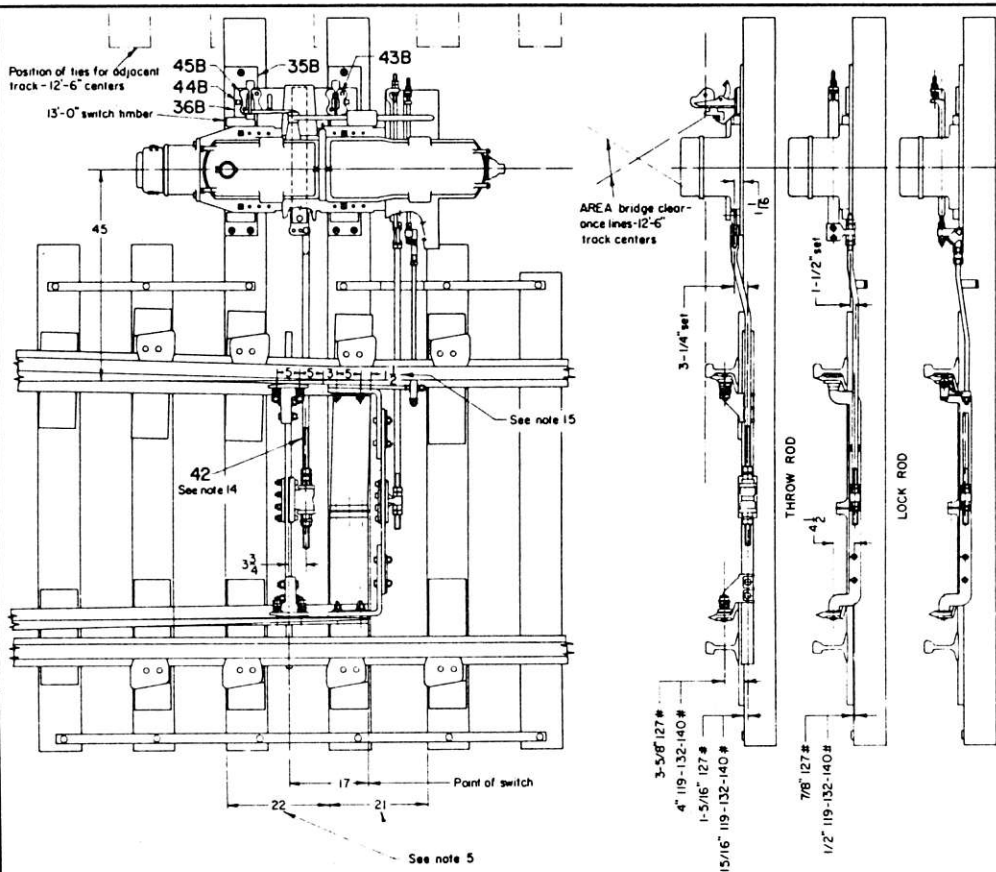 Position of ties for adjacent
track-12'-6" centers
13'-0" switch timber
45B
44B
36B
35B
43B
45
5
5
3
5
1
2
See note 15
42
See note 14
3 3/4
17
Point of switch
22
21
See note 5
AREA bridge clear-
ance lines-12'-6"
track centers
1
1/16
3-1/4" set
1-1/2" set
THROW ROD
LOCK ROD
4 1/2
3-5/8" 127#
4" 119-132-140#
1-5/16" 127#
15/16" 119-132-140#
7/8" 127#
1/2" 119-132-140#